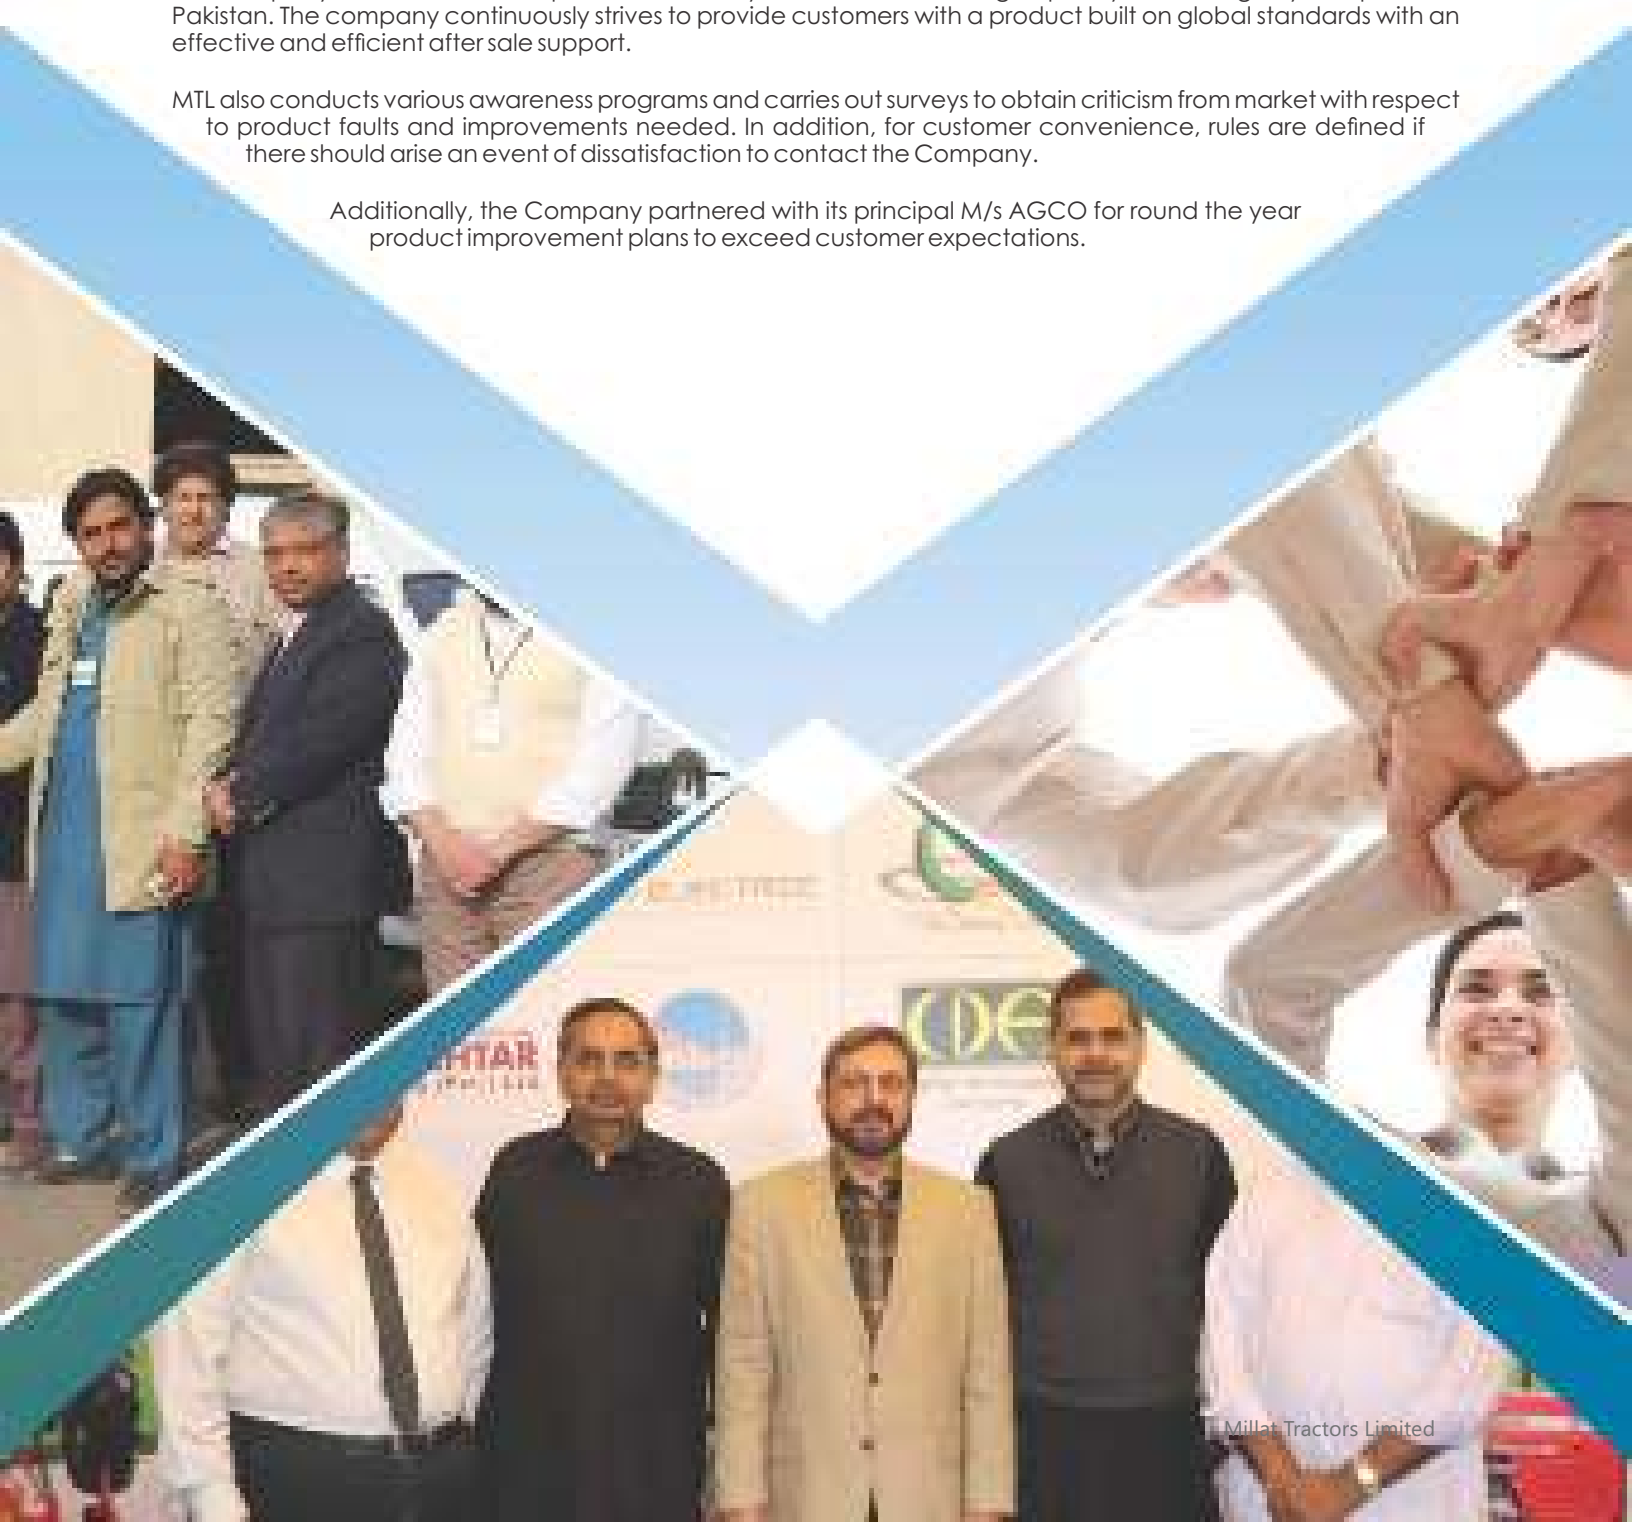 Pakistan. The company continuously strives to provide customers with a product built on global standards with an
effective and efficient after sale support.
MTL also conducts various awareness programs and carries out surveys to obtain criticism from market with respect
to product faults and improvements needed. In addition, for customer convenience, rules are defined if
there should arise an event of dissatisfaction to contact the Company.
Additionally, the Company partnered with its principal M/s AGCO for round the year
product improvement plans to exceed customer expectations.
HTAR
CDE
Millat Tractors Limited